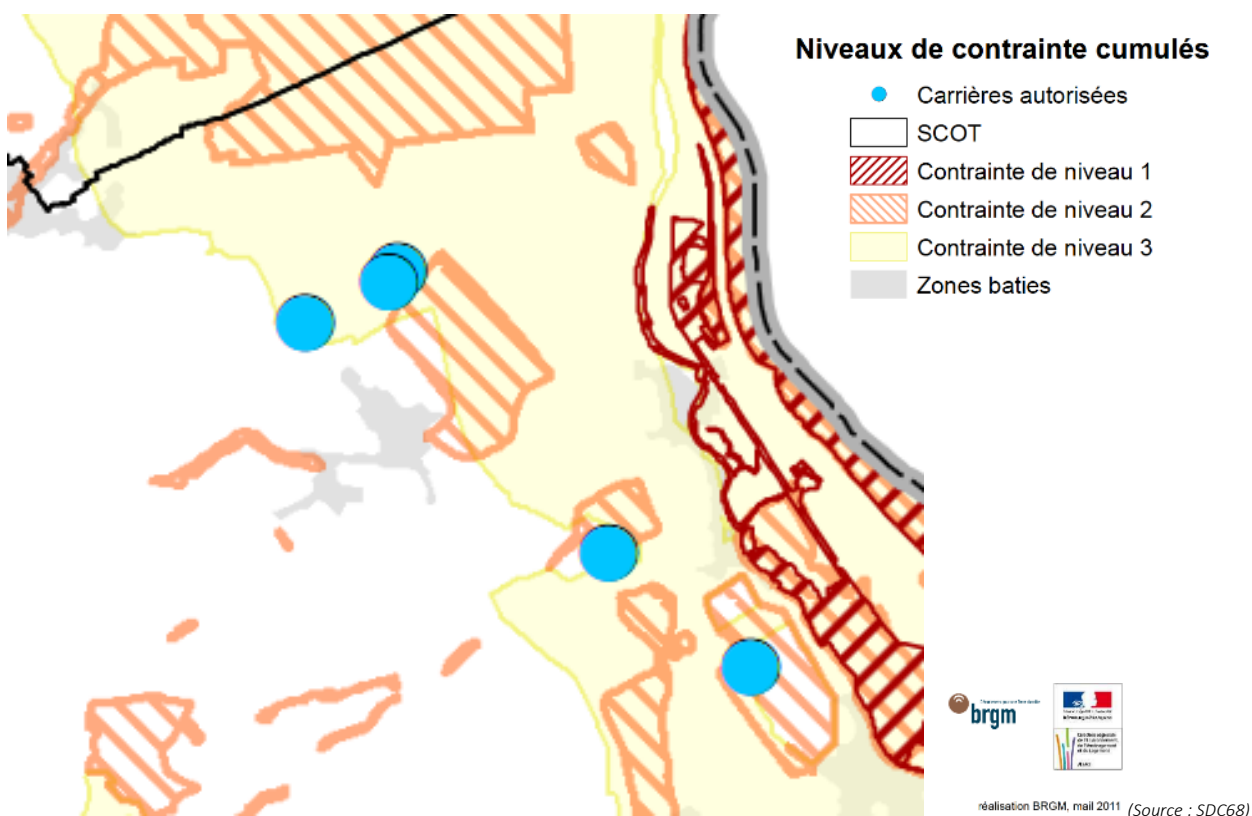 Niveaux de contrainte cumulés
Carrières autorisées
SCOT
Contrainte de niveau 1
Contrainte de niveau 2
Contrainte de niveau 3
Zones baties
brgm
réalisation BRGM, mail 2011 (Source : SDC68)